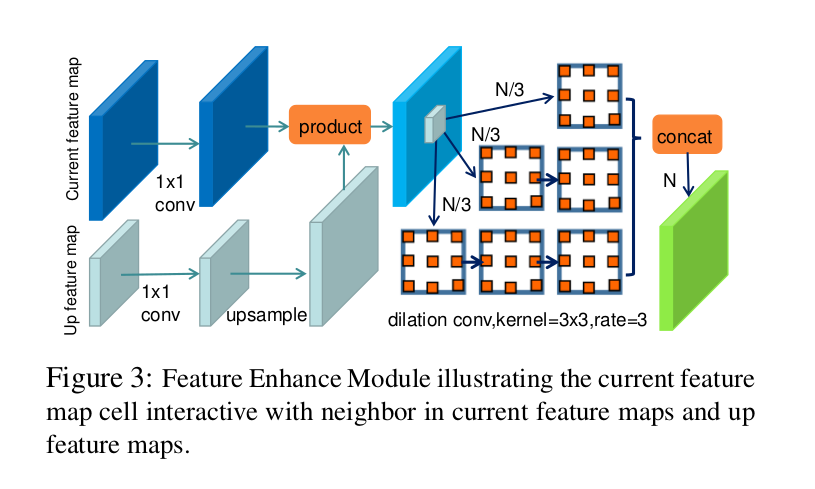 Current feature map
1x1
conv
product
N/3
N/3
N/3
concat
N
Up feature map
1x1
conv
upsample
dilation conv,kernel=3x3,rate=3
Figure 3: Feature Enhance Module illustrating the current feature
map cell interactive with neighbor in current feature maps and up
feature maps.